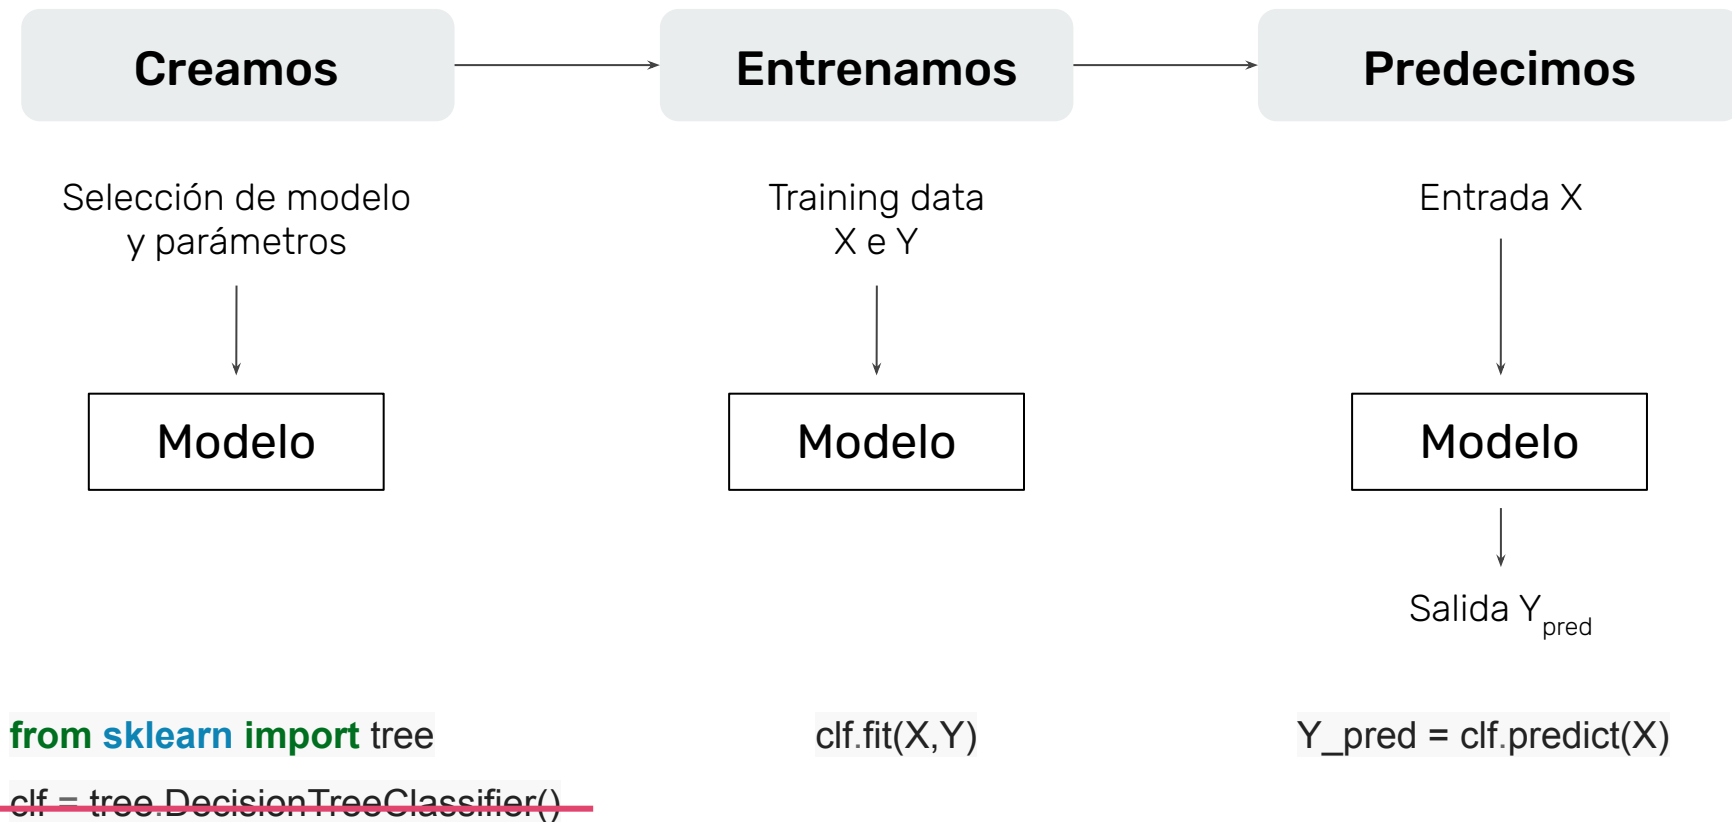 Creamos
Entrenamos
Predecimos
Selección de modelo
y parámetros
Training data
X e Y
Entrada X
Modelo
Modelo
Modelo
Salida Y_pred
from sklearn import tree
clf = tree.DecisionTreeClassifier()
clf.fit(X,Y)
Y_pred = clf.predict(X)